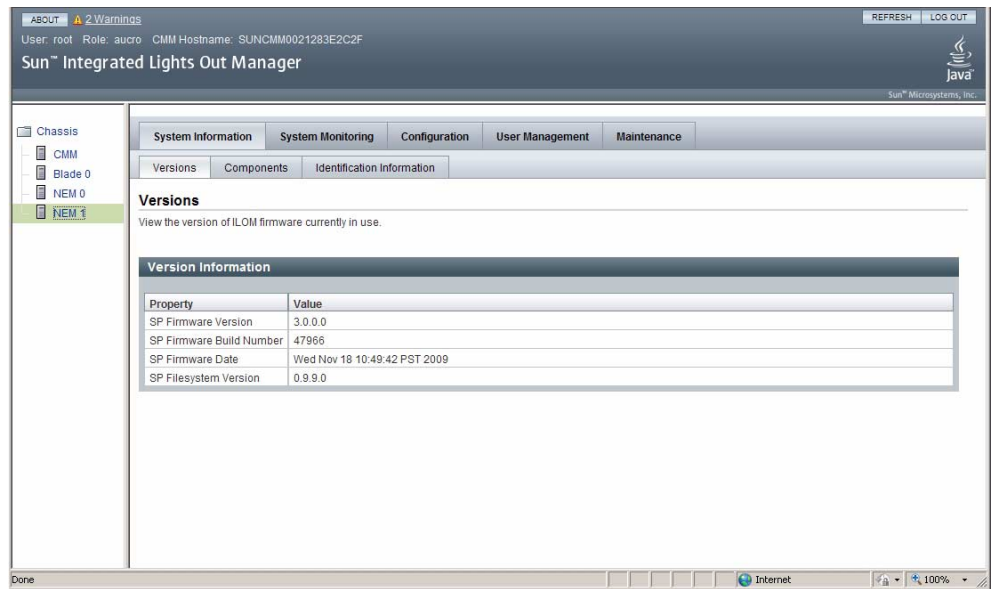 ABOUT 2 Warnings REFRESH LOG OUT
User: root Role: aucro CMM Hostname: SUNCMM0021283E2C2F
Sun™ Integrated Lights Out Manager
Java™
Sun™ Microsystems, Inc.
Chassis
CMM
Blade 0
NEM 0
NEM 1
System Information System Monitoring Configuration User Management Maintenance
Versions Components Identification Information
Versions
View the version of ILOM firmware currently in use.
Version Information
Property Value
SP Firmware Version 3.0.0.0
SP Firmware Build Number 47966
SP Firmware Date Wed Nov 18 10:49:42 PST 2009
SP Filesystem Version 0.9.9.0
Done Internet 100%